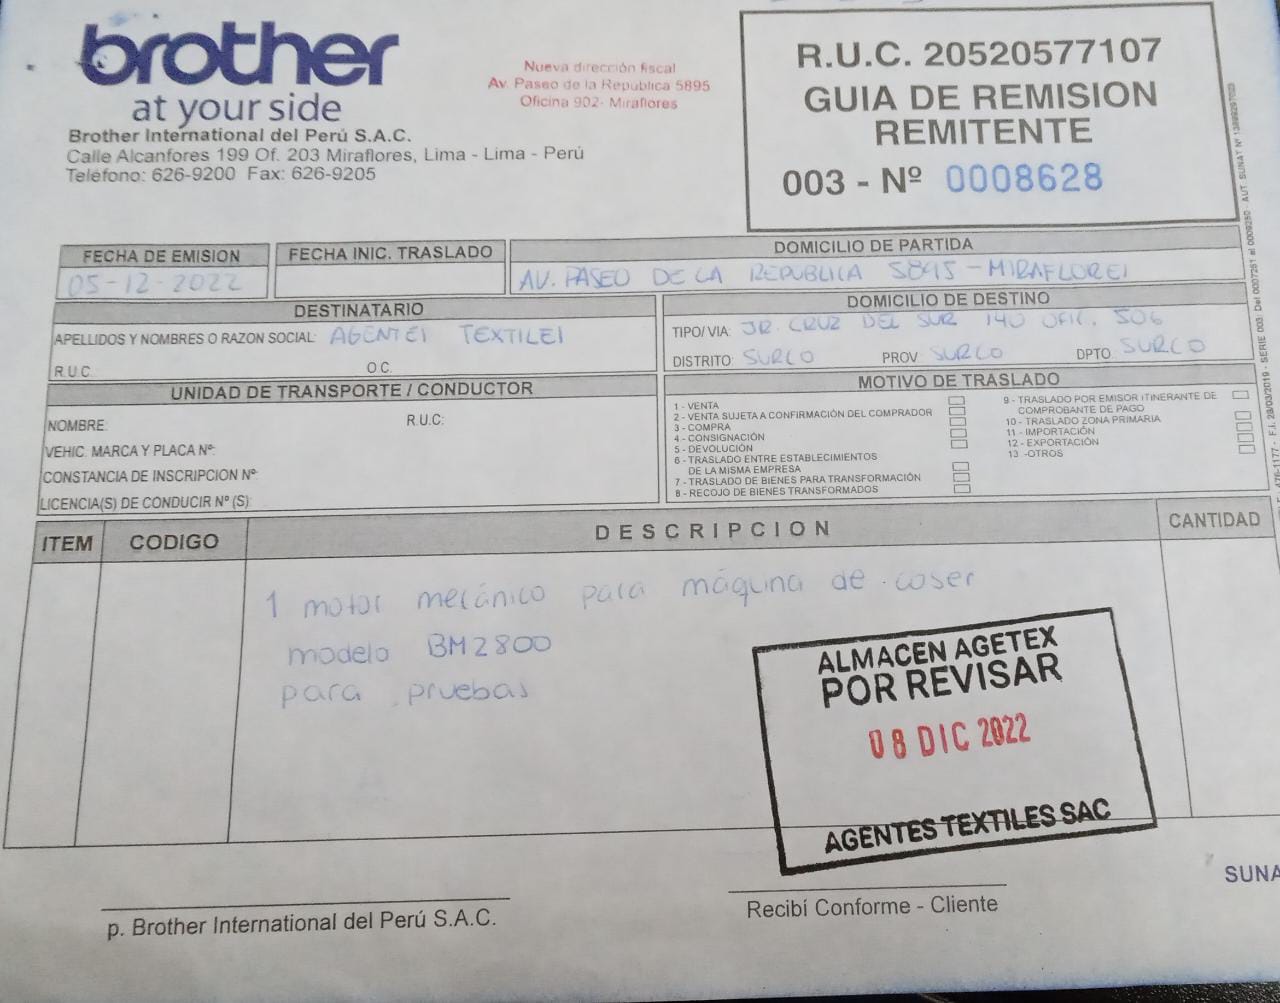 brother
at your side
Brother International del Perú S.A.C.
Calle Alcanfores 199 Of. 203 Miraflores, Lima - Lima - Perú
Teléfono: 626-9200 Fax: 626-9205
Nueva dirección fiscal
Av. Paseo de la Republica 5895
Oficina 902- Miraflores
R.U.C. 20520577107
GUIA DE REMISION
REMITENTE
003 - Nº 0008628
FECHA DE EMISION
05-12-2022
FECHA INIC. TRASLADO
DOMICILIO DE PARTIDA
AV. PASEO DE LA REPUBLICA 5895 - MIRAFLORES
DESTINATARIO
APELLIDOS Y NOMBRES O RAZON SOCIAL: AGENTES TEXTILES
R.U.C. O.C.
DOMICILIO DE DESTINO
TIPO/VIA: JR. CRUZ DEL SUR 140 OFIC. 506
DISTRITO: SURCO PROV. SURCO DPTO. SURCO
UNIDAD DE TRANSPORTE / CONDUCTOR
NOMBRE: R.U.C:
VEHIC. MARCA Y PLACA Nº:
CONSTANCIA DE INSCRIPCION Nº:
LICENCIA(S) DE CONDUCIR Nº (S):
MOTIVO DE TRASLADO
1 - VENTA
2 - VENTA SUJETA A CONFIRMACIÓN DEL COMPRADOR
3 - COMPRA
4 - CONSIGNACIÓN
5 - DEVOLUCIÓN
6 - TRASLADO ENTRE ESTABLECIMIENTOS
DE LA MISMA EMPRESA
7 - TRASLADO DE BIENES PARA TRANSFORMACIÓN
8 - RECOJO DE BIENES TRANSFORMADOS
9 - TRASLADO POR EMISOR ITINERANTE DE
COMPROBANTE DE PAGO
10 - TRASLADO ZONA PRIMARIA
11 - IMPORTACIÓN
12 - EXPORTACIÓN
13 -OTROS
ITEM CODIGO DESCRIPCION CANTIDAD
1 motor mecánico para máquina de coser
modelo BM2800
para pruebas
ALMACEN AGETEX
POR REVISAR
08 DIC 2022
AGENTES TEXTILES SAC
p. Brother International del Perú S.A.C.
Recibí Conforme - Cliente
SUNA